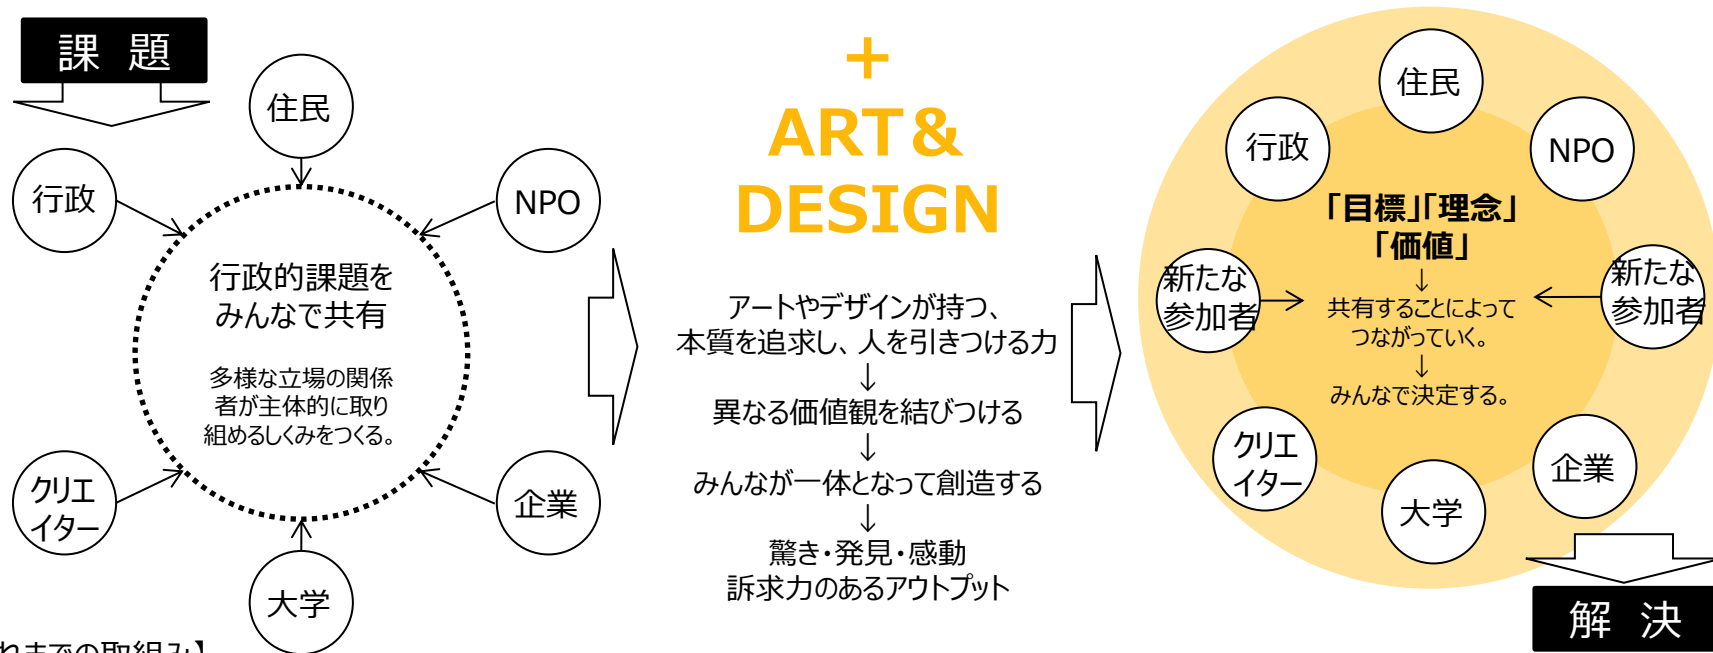 課 題
住民
行政
NPO
行政的課題を
みんなで共有
多様な立場の関係
者が主体的に取り
組めるしくみをつくる。
クリエ
イター
企業
大学
れまでの取組み】
+
ART&
DESIGN
アートやデザインが持つ、
本質を追求し、人を引きつける力
↓
異なる価値観を結びつける
↓
みんなが一体となって創造する
↓
驚き・発見・感動
訴求力のあるアウトプット
住民
行政
NPO
「目標」「理念」
「価値」
↓
共有することによって
つながっていく。
↓
みんなで決定する。
新たな
参加者
新たな
参加者
クリエ
イター
企業
大学
解 決